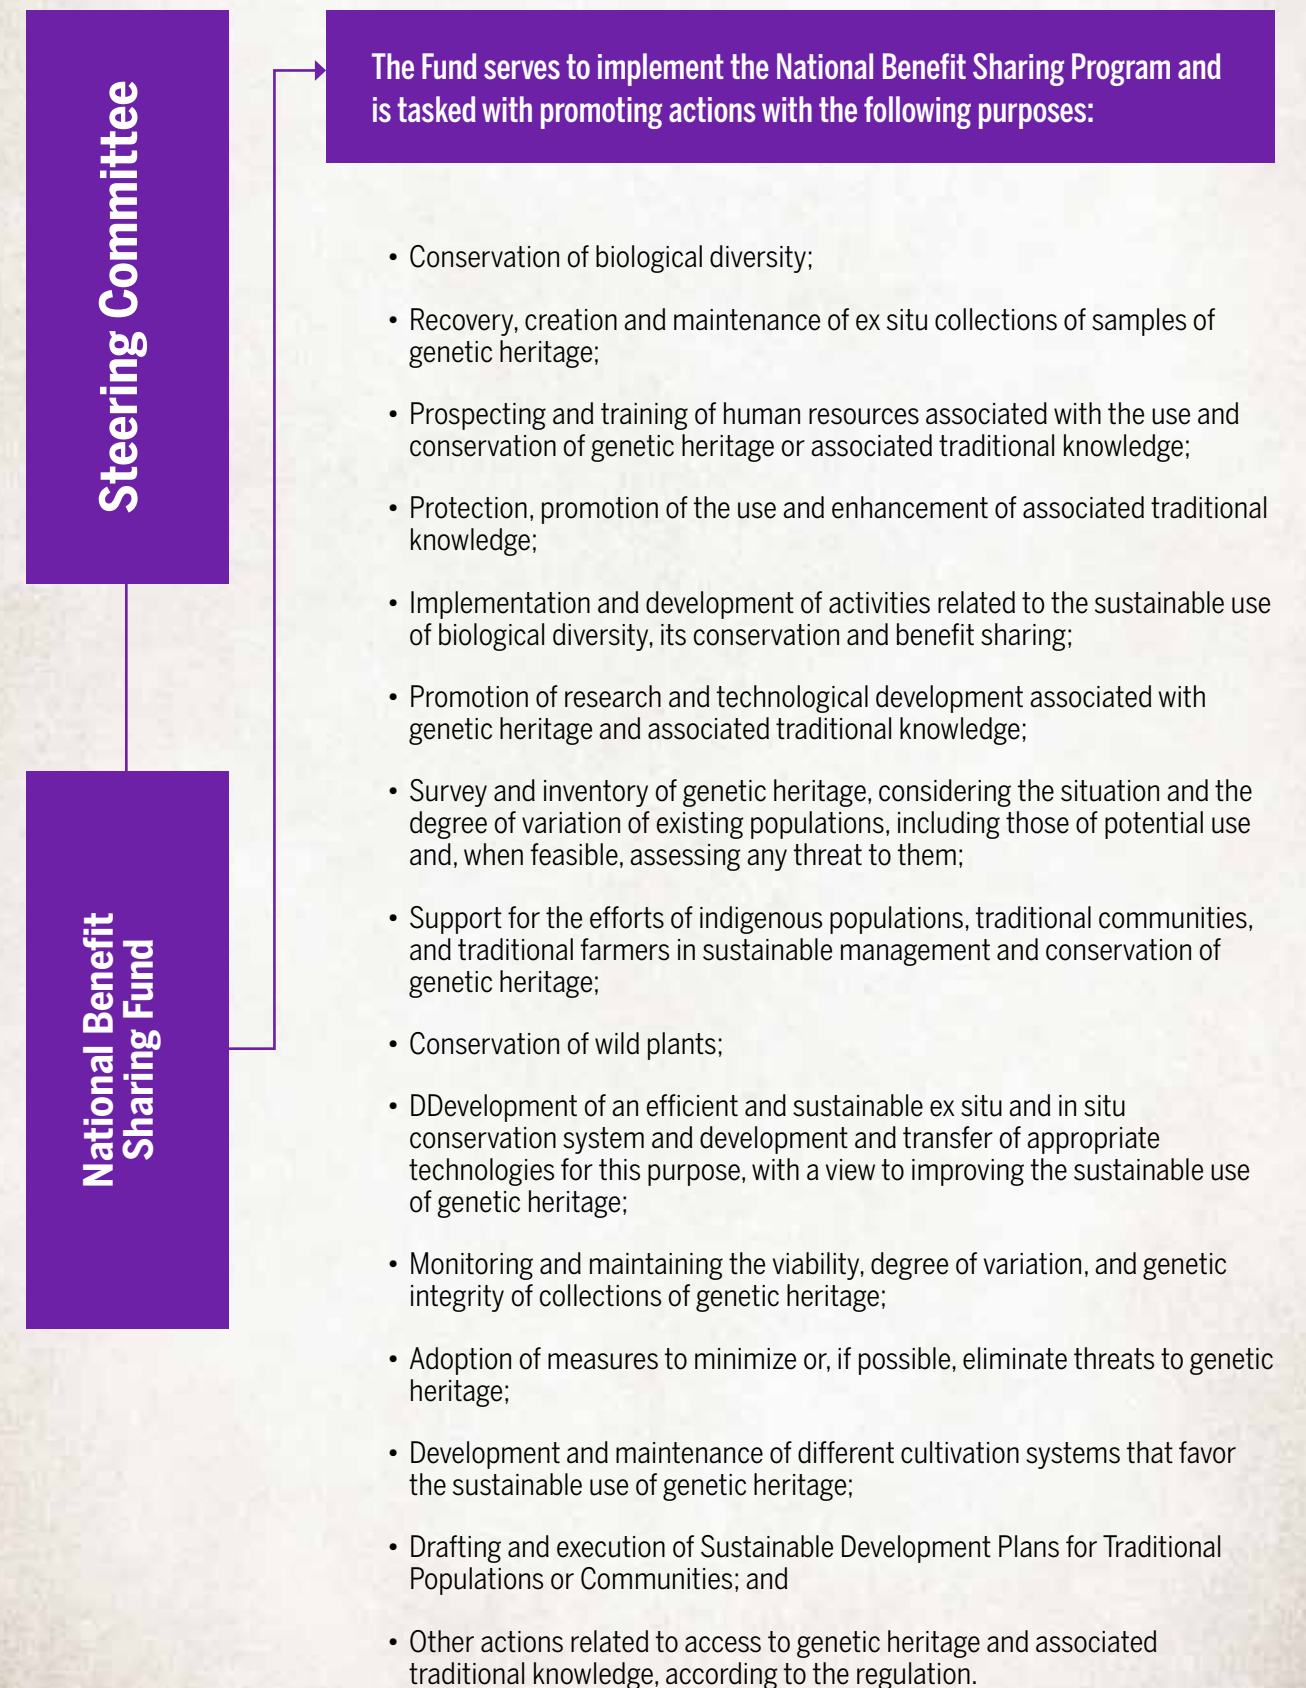 Steering Committee
National Benefit
Sharing Fund
The Fund serves to implement the National Benefit Sharing Program and
is tasked with promoting actions with the following purposes:
• Conservation of biological diversity;
• Recovery, creation and maintenance of ex situ collections of samples of
genetic heritage;
• Prospecting and training of human resources associated with the use and
conservation of genetic heritage or associated traditional knowledge;
• Protection, promotion of the use and enhancement of associated traditional
knowledge;
• Implementation and development of activities related to the sustainable use
of biological diversity, its conservation and benefit sharing;
• Promotion of research and technological development associated with
genetic heritage and associated traditional knowledge;
• Survey and inventory of genetic heritage, considering the situation and the
degree of variation of existing populations, including those of potential use
and, when feasible, assessing any threat to them;
• Support for the efforts of indigenous populations, traditional communities,
and traditional farmers in sustainable management and conservation of
genetic heritage;
• Conservation of wild plants;
• DDevelopment of an efficient and sustainable ex situ and in situ
conservation system and development and transfer of appropriate
technologies for this purpose, with a view to improving the sustainable use
of genetic heritage;
• Monitoring and maintaining the viability, degree of variation, and genetic
integrity of collections of genetic heritage;
• Adoption of measures to minimize or, if possible, eliminate threats to genetic
heritage;
• Development and maintenance of different cultivation systems that favor
the sustainable use of genetic heritage;
• Drafting and execution of Sustainable Development Plans for Traditional
Populations or Communities; and
• Other actions related to access to genetic heritage and associated
traditional knowledge, according to the regulation.